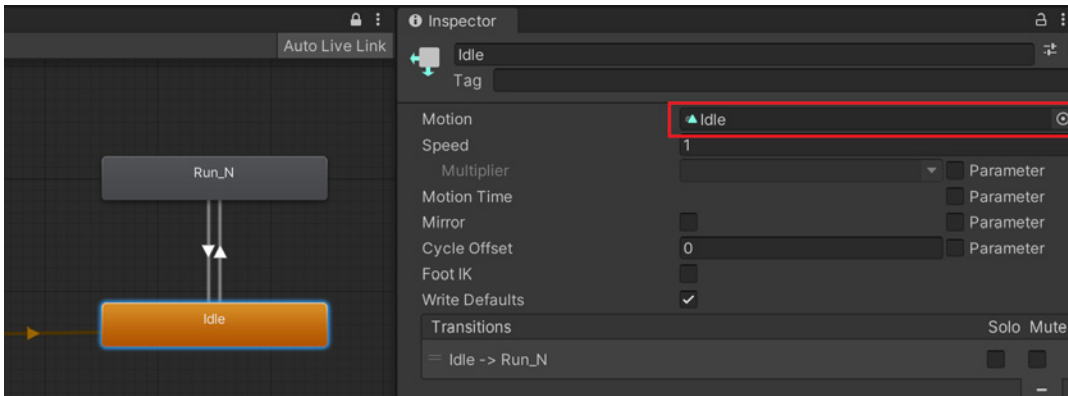 Auto Live Link
Run_N
Idle
Inspector
Idle
Tag
Motion Idle
Speed 1
Multiplier Parameter
Motion Time Parameter
Mirror Parameter
Cycle Offset 0 Parameter
Foot IK
Write Defaults
Transitions Solo Mute
Idle -> Run_N